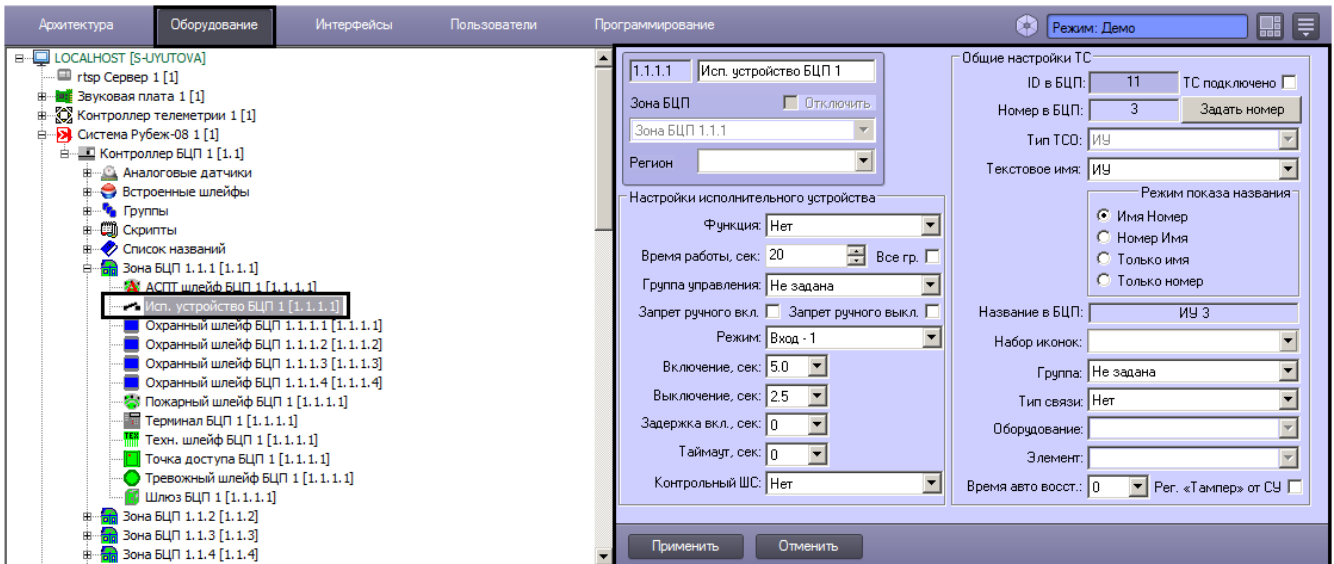 Архитектура Оборудование Интерфейсы Пользователи Программирование Режим: Демо
LOCALHOST [S-UYUTOVA]
rtsp Сервер 1 [1]
Звуковая плата 1 [1]
Контроллер телеметрии 1 [1]
Система Рубеж-08 1 [1]
Контроллер БЦП 1 [1.1]
Аналоговые датчики
Встроенные шлейфы
Группы
Скрипты
Список названий
Зона БЦП 1.1.1 [1.1.1]
АСПТ шлейф БЦП 1 [1.1.1.1]
Исп. устройство БЦП 1 [1.1.1.1]
Охранный шлейф БЦП 1.1.1.1 [1.1.1.1]
Охранный шлейф БЦП 1.1.1.2 [1.1.1.2]
Охранный шлейф БЦП 1.1.1.3 [1.1.1.3]
Охранный шлейф БЦП 1.1.1.4 [1.1.1.4]
Пожарный шлейф БЦП 1 [1.1.1.1]
Терминал БЦП 1 [1.1.1.1]
Техн. шлейф БЦП 1 [1.1.1.1]
Точка доступа БЦП 1 [1.1.1.1]
Тревожный шлейф БЦП 1 [1.1.1.1]
Шлюз БЦП 1 [1.1.1.1]
Зона БЦП 1.1.2 [1.1.2]
Зона БЦП 1.1.3 [1.1.3]
Зона БЦП 1.1.4 [1.1.4]
1.1.1.1 Исп. устройство БЦП 1
Зона БЦП Отключить
Зона БЦП 1.1.1
Регион
Настройки исполнительного устройства
Функция: Нет
Время работы, сек: 20 Все гр.
Группа управления: Не задана
Запрет ручного вкл. Запрет ручного выкл.
Режим: Вход - 1
Включение, сек: 5.0
Выключение, сек: 2.5
Задержка вкл., сек: 0
Таймаут, сек: 0
Контрольный ШС: Нет
Общие настройки ТС
ID в БЦП: 11 ТС подключено
Номер в БЦП: 3 Задать номер
Тип ТСО: ИУ
Текстовое имя: ИУ
Режим показа названия
Имя Номер
Номер Имя
Только имя
Только номер
Название в БЦП: ИУ 3
Набор иконок:
Группа: Не задана
Тип связи: Нет
Оборудование:
Элемент:
Время авто восст.: 0 Рег. «Тампер» от СУ
Применить Отменить